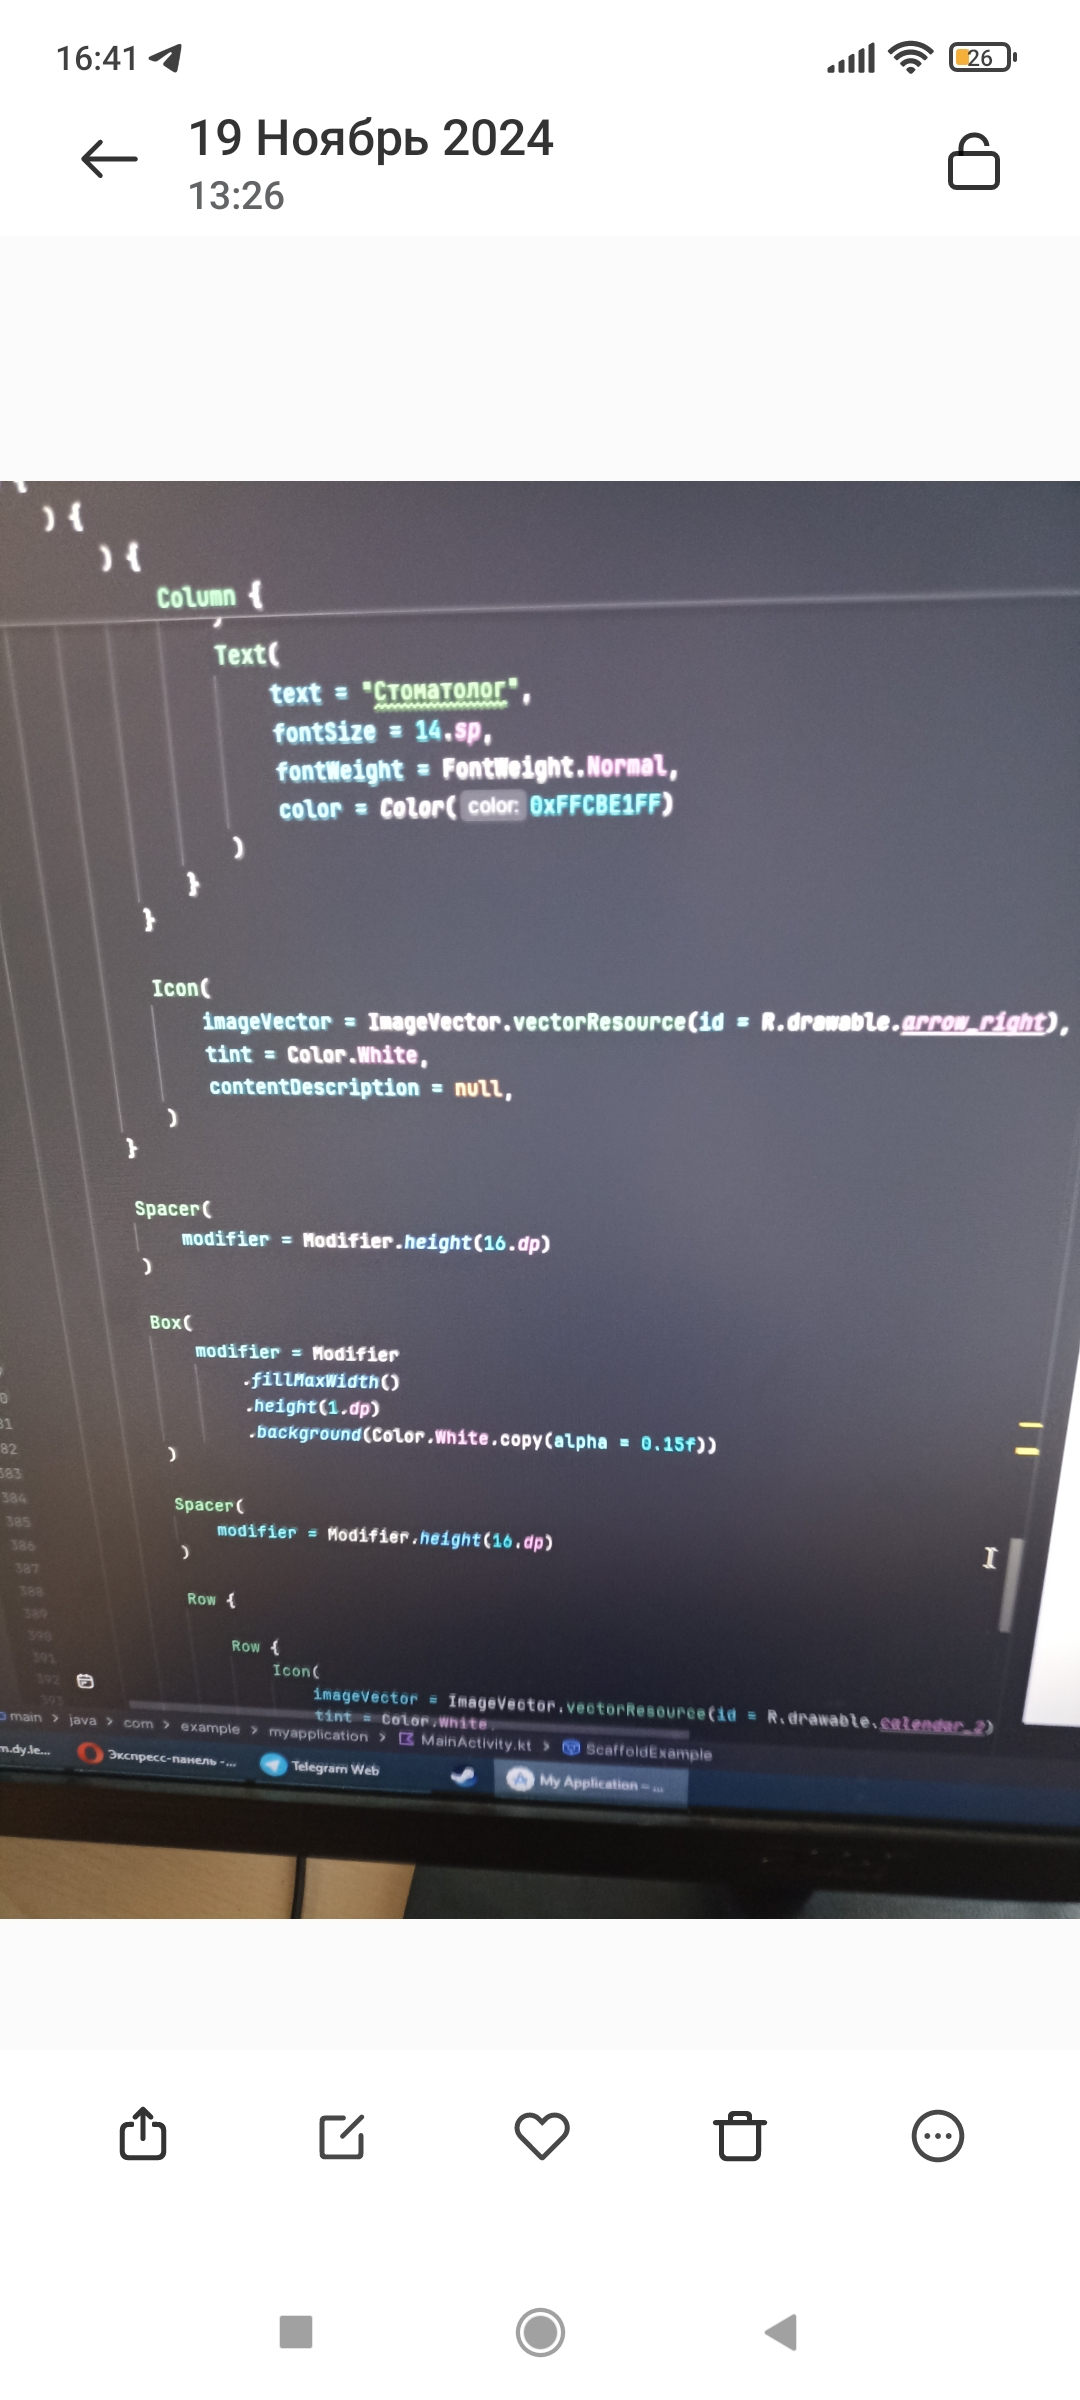 16:41
26
19 Ноябрь 2024
13:26
{
) {
) {
Column {
)
Text(
text = "Стоматолог",
fontSize = 14.sp,
fontWeight = FontWeight.Normal,
color = Color( color: 0xFFCBE1FF)
)
}
}
Icon(
imageVector = ImageVector.vectorResource(id = R.drawable.arrow_right),
tint = Color.White,
contentDescription = null,
)
}
Spacer(
modifier = Modifier.height(16.dp)
)
Box(
modifier = Modifier
.fillMaxWidth()
.height(1.dp)
.background(Color.White.copy(alpha = 0.15f))
)
382
383
384
Spacer(
385
modifier = Modifier.height(16.dp)
386
)
387
388
Row {
389
390
Row {
391
Icon(
392
imageVector = ImageVector.vectorResource(id = R.drawable.calendar_2)
393
tint = Color.White,
main > java > com > example > myapplication > MainActivity.kt > ScaffoldExample
m.dy.le... Экспресс-панель -... Telegram Web My Application – ...